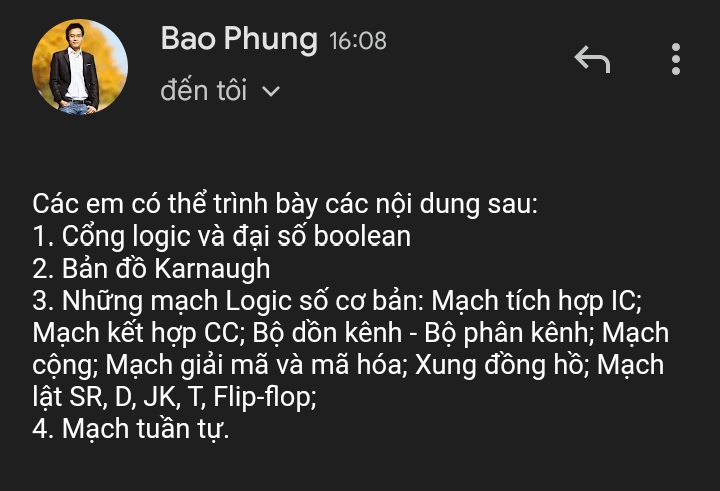 Bao Phung 16:08
đến tôi
Các em có thể trình bày các nội dung sau:
1. Cổng logic và đại số boolean
2. Bản đồ Karnaugh
3. Những mạch Logic số cơ bản: Mạch tích hợp IC;
Mạch kết hợp CC; Bộ dồn kênh - Bộ phân kênh; Mạch
cộng; Mạch giải mã và mã hóa; Xung đồng hồ; Mạch
lật SR, D, JK, T, Flip-flop;
4. Mạch tuần tự.